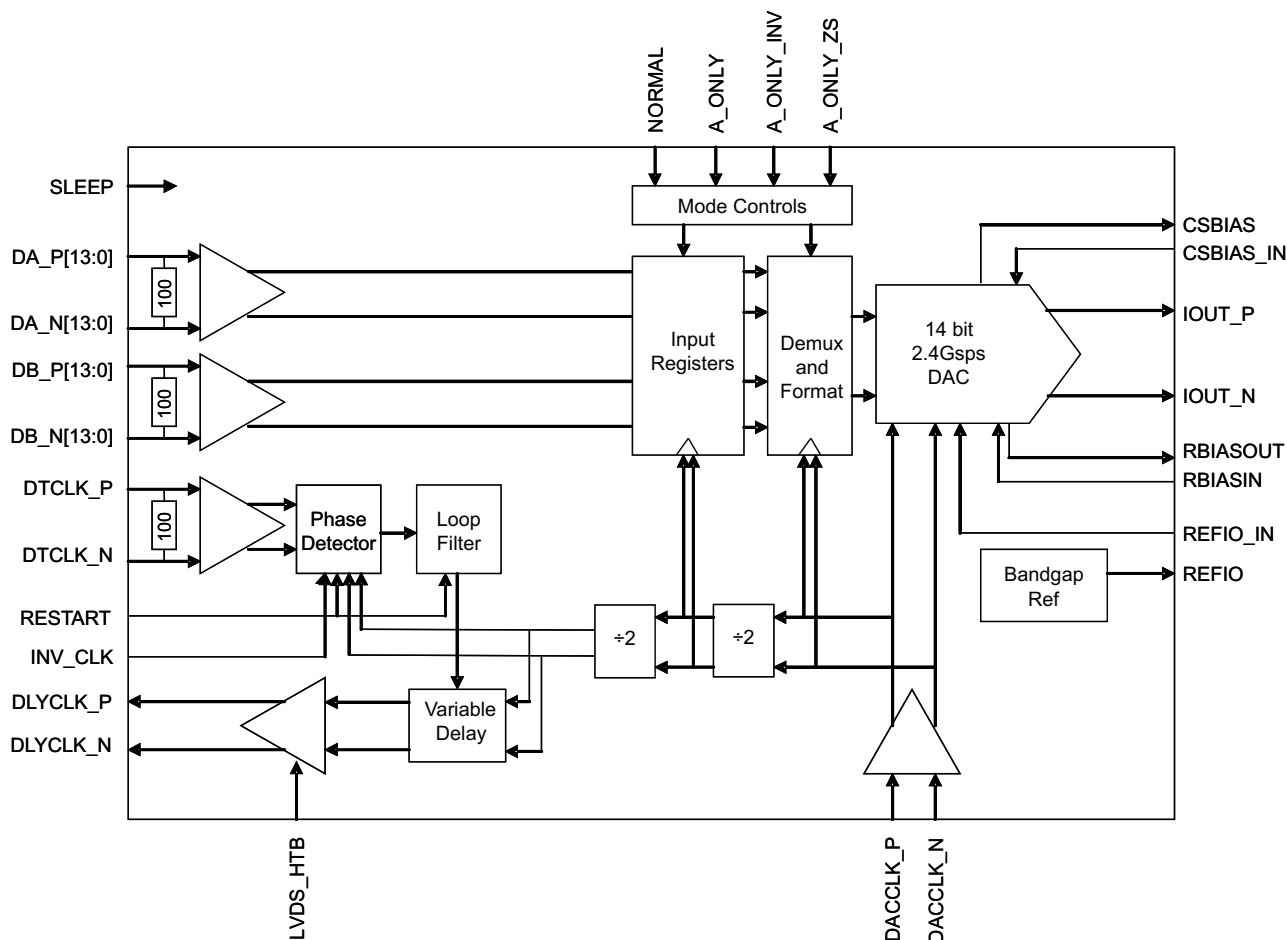 NORMAL
A_ONLY
A_ONLY_INV
A_ONLY_ZS
SLEEP
Mode Controls
DA_P[13:0]
100
DA_N[13:0]
DB_P[13:0]
100
DB_N[13:0]
Input
Registers
Demux
and
Format
14 bit
2.4Gsps
DAC
CSBIAS
CSBIAS_IN
IOUT_P
IOUT_N
RBIASOUT
RBIASIN
REFIO_IN
REFIO
DTCLK_P
100
DTCLK_N
Phase
Detector
Loop
Filter
Bandgap
Ref
RESTART
INV_CLK
÷2
÷2
DLYCLK_P
DLYCLK_N
Variable
Delay
LVDS_HTB
DACCLK_P
DACCLK_N